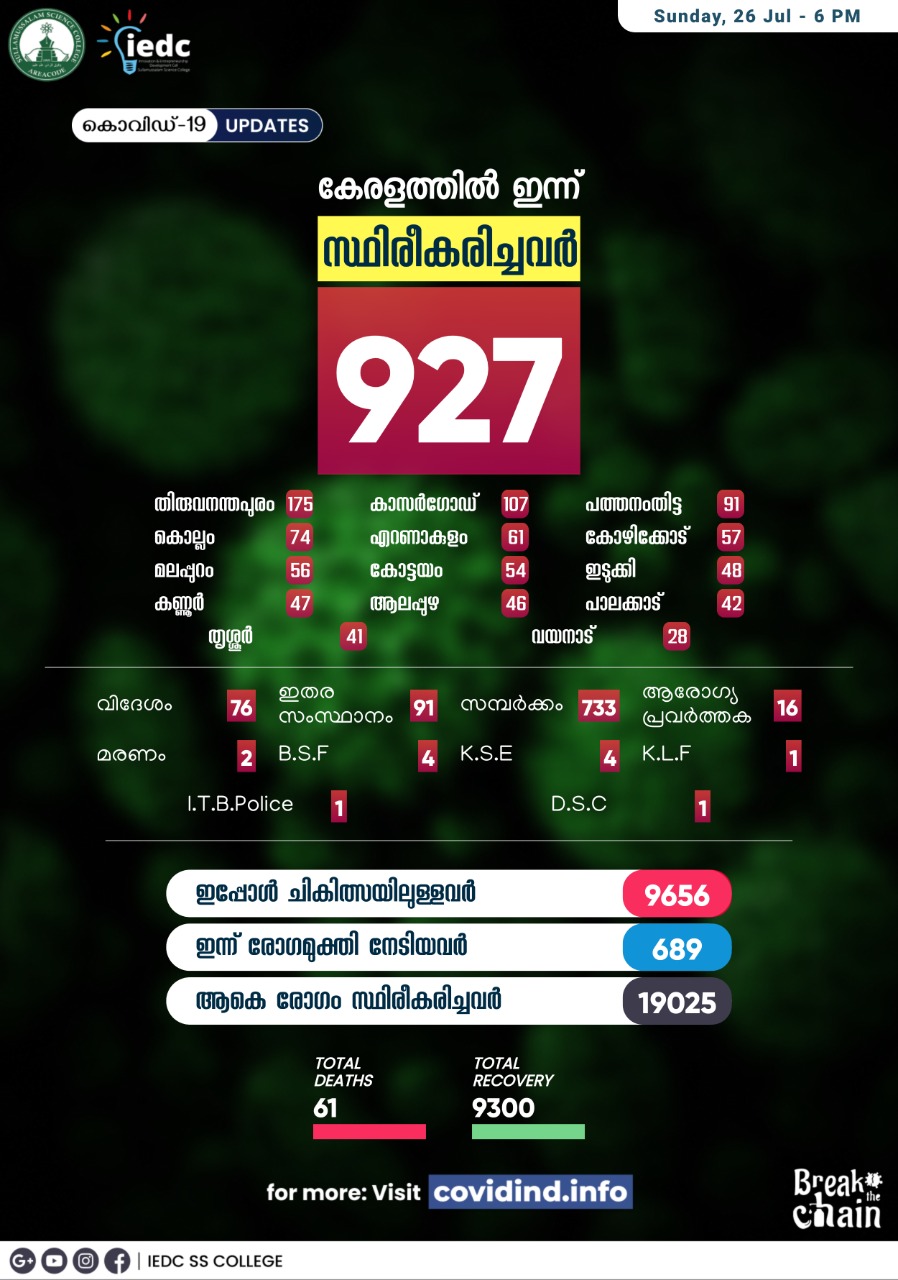 Sunday, 26 Jul - 6 PM
SULLAMUSSALAM SCIENCE COLLEGE
AREACODE
iedc
കൊവിഡ്-19 UPDATES
കേരളത്തിൽ ഇന്ന്
സ്ഥിരീകരിച്ചവർ
927
തിരുവനന്തപുരം 175 കാസർഗോഡ് 107 പത്തനംതിട്ട 91
കൊല്ലം 74 എറണാകുളം 61 കോഴിക്കോട് 57
മലപ്പുറം 56 കോട്ടയം 54 ഇടുക്കി 48
കണ്ണൂർ 47 ആലപ്പുഴ 46 പാലക്കാട് 42
തൃശ്ശൂർ 41 വയനാട് 28
വിദേശം 76 ഇതര സംസ്ഥാനം 91 സമ്പർക്കം 733 ആരോഗ്യ പ്രവർത്തക 16
മരണം 2 B.S.F 4 K.S.E 4 K.L.F 1
I.T.B.Police 1 D.S.C 1
ഇപ്പോൾ ചികിത്സയിലുള്ളവർ 9656
ഇന്ന് രോഗമുക്തി നേടിയവർ 689
ആകെ രോഗം സ്ഥിരീകരിച്ചവർ 19025
TOTAL DEATHS
61
TOTAL RECOVERY
9300
for more: Visit covidind.info
Break the chain
IEDC SS COLLEGE